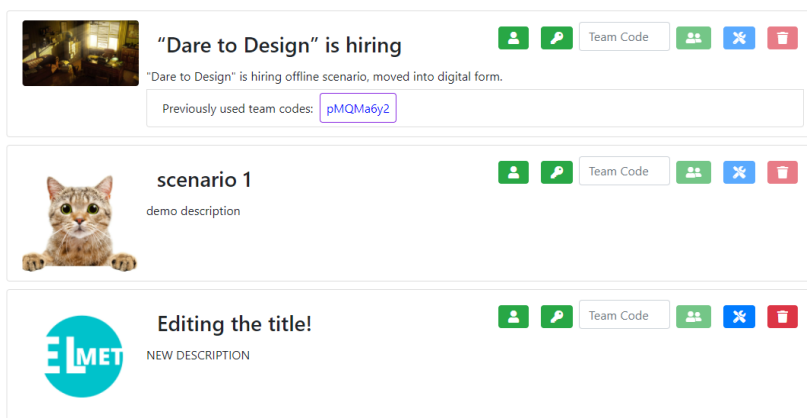 “Dare to Design” is hiring
Team Code
"Dare to Design" is hiring offline scenario, moved into digital form.
Previously used team codes: pMQMa6y2
scenario 1
Team Code
demo description
Editing the title!
Team Code
ELMET
NEW DESCRIPTION